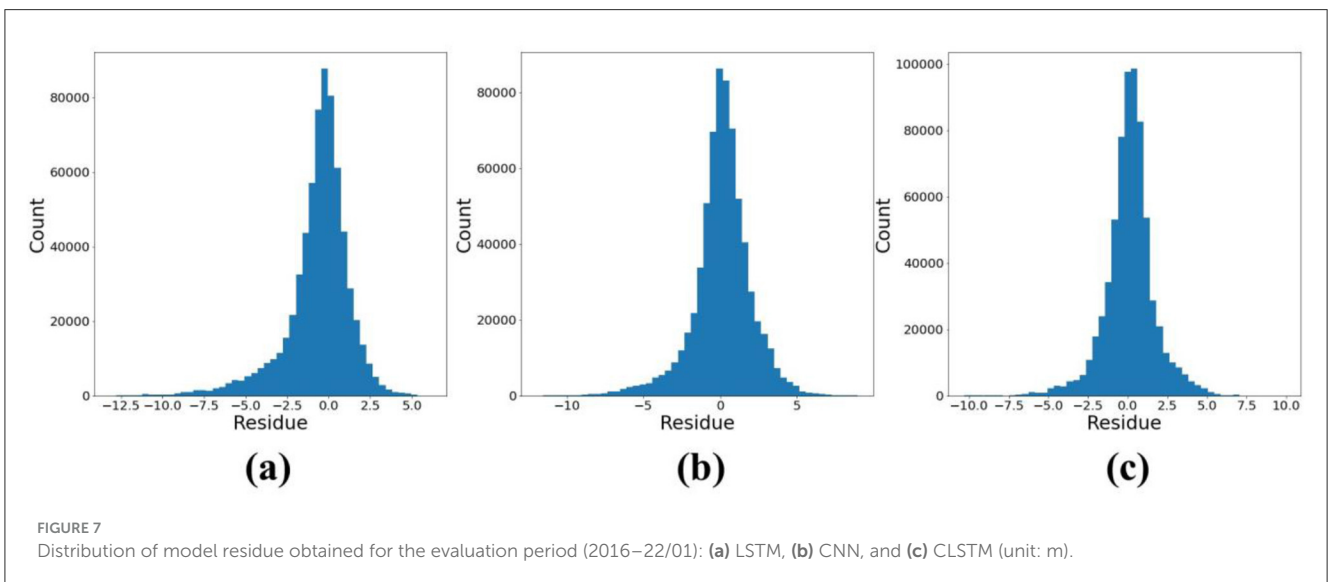 80000
60000
40000
20000
0
Count
−12.5 −10.0 −7.5 −5.0 −2.5 0.0 2.5 5.0
Residue
(a)
80000
60000
40000
20000
0
Count
−10 −5 0 5
Residue
(b)
100000
80000
60000
40000
20000
0
Count
−10.0 −7.5 −5.0 −2.5 0.0 2.5 5.0 7.5 10.0
Residue
(c)
FIGURE 7
Distribution of model residue obtained for the evaluation period (2016–22/01): (a) LSTM, (b) CNN, and (c) CLSTM (unit: m).